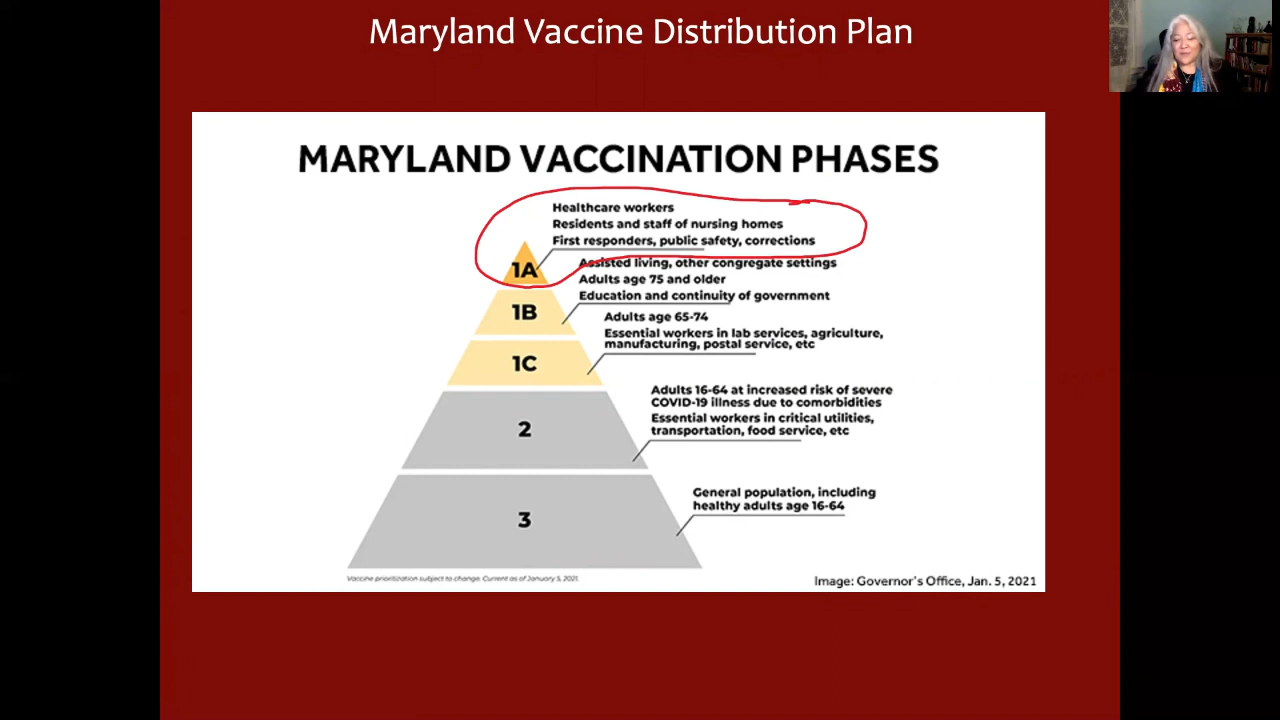 Maryland Vaccine Distribution Plan
MARYLAND VACCINATION PHASES
Healthcare workers
Residents and staff of nursing homes
First responders, public safety, corrections
1A
Assisted living, other congregate settings
Adults age 75 and older
Education and continuity of government
1B
Adults age 65-74
Essential workers in lab services, agriculture,
manufacturing, postal service, etc
1C
Adults 16-64 at increased risk of severe
COVID-19 illness due to comorbidities
Essential workers in critical utilities,
transportation, food service, etc
2
General population, including
healthy adults age 16-64
3
Vaccine prioritization subject to change. Current as of January 5, 2021.
Image: Governor's Office, Jan. 5, 2021